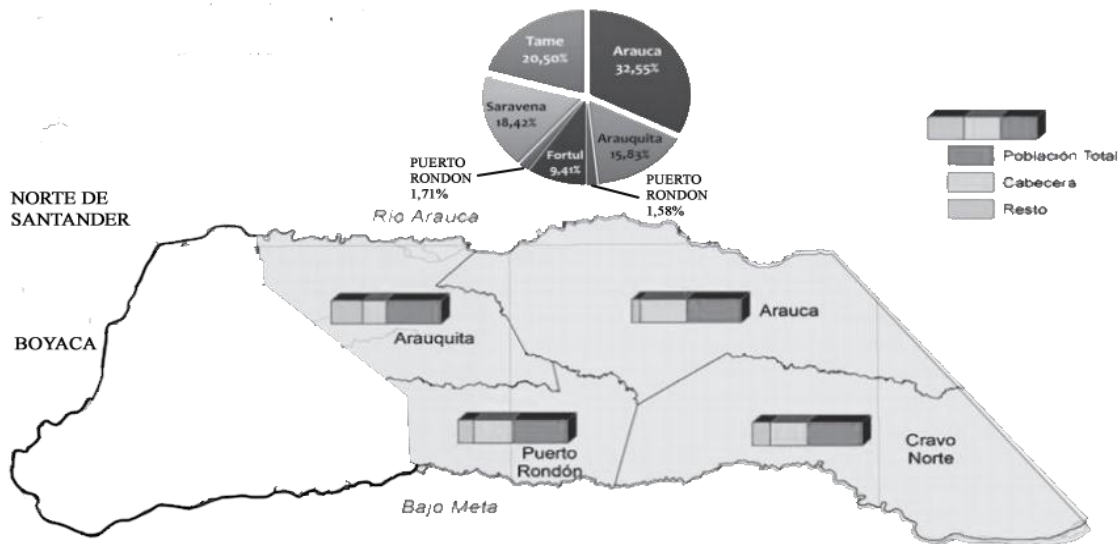 Tame
20,50%
Arauca
32,55%
Saravena
18,42%
Arauquita
15,83%
Fortul
9,41%
PUERTO
RONDON
1,71%
PUERTO
RONDON
1,58%
Población Total
Cabecera
Resto
NORTE DE
SANTANDER
Rio Arauca
BOYACA
Arauquita
Arauca
Puerto
Rondón
Cravo
Norte
Bajo Meta